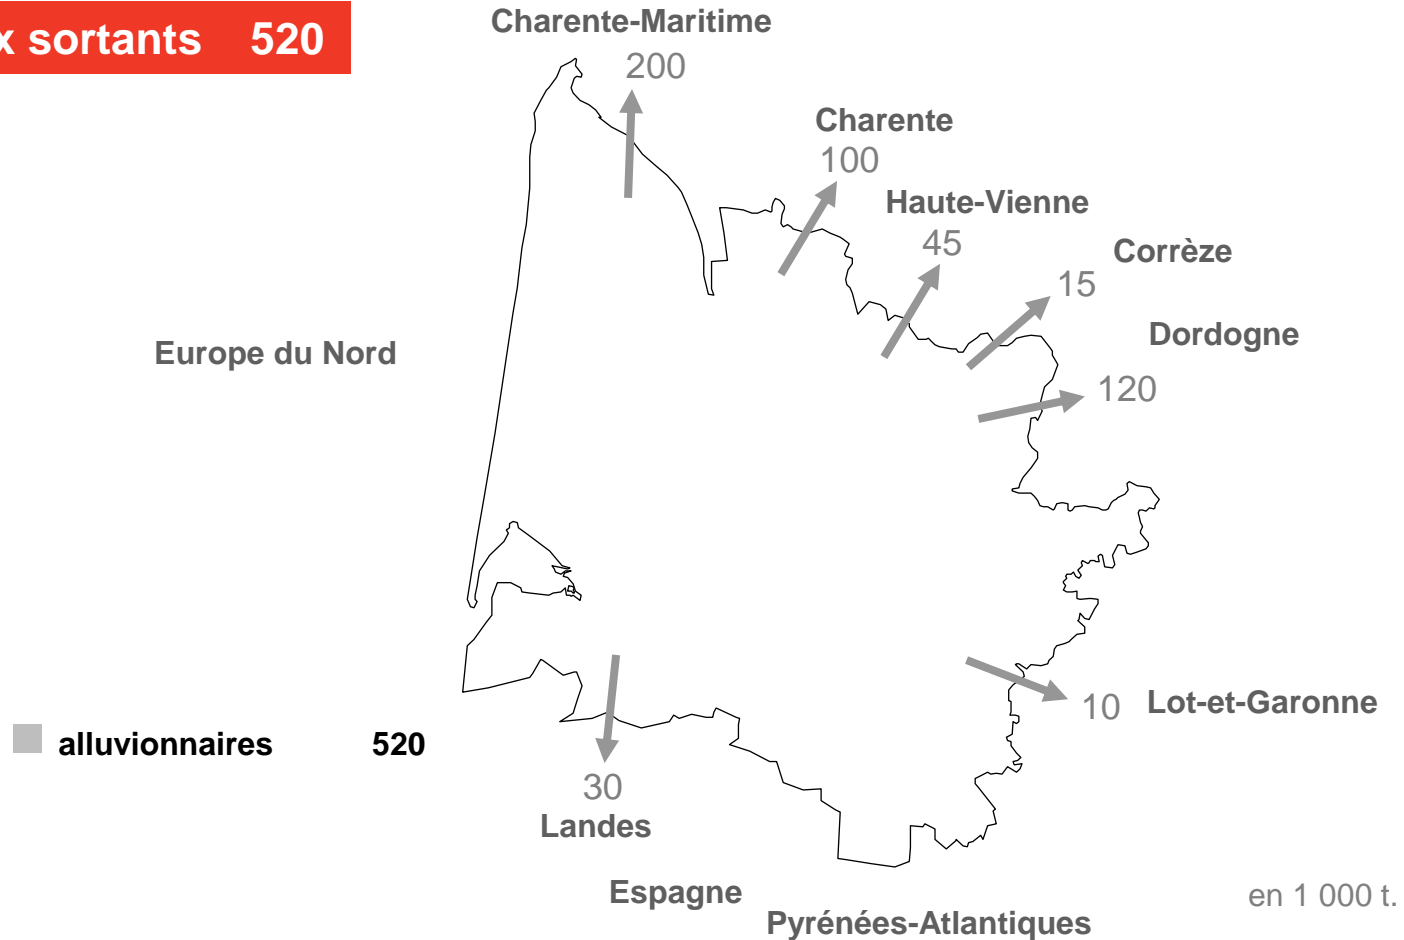 x sortants 520
Charente-Maritime
200
Charente
100
Haute-Vienne
45
Corrèze
15
Dordogne
Europe du Nord
120
Lot-et-Garonne
10
alluvionnaires 520
30
Landes
Espagne
en 1 000 t.
Pyrénées-Atlantiques